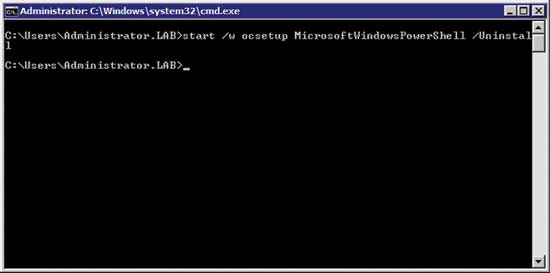 Administrator: C:\Windows\system32\cmd.exe
C:\Users\Administrator.LAB>start /w ocsetup MicrosoftWindowsPowerShell /Uninstal
l
C:\Users\Administrator.LAB>_